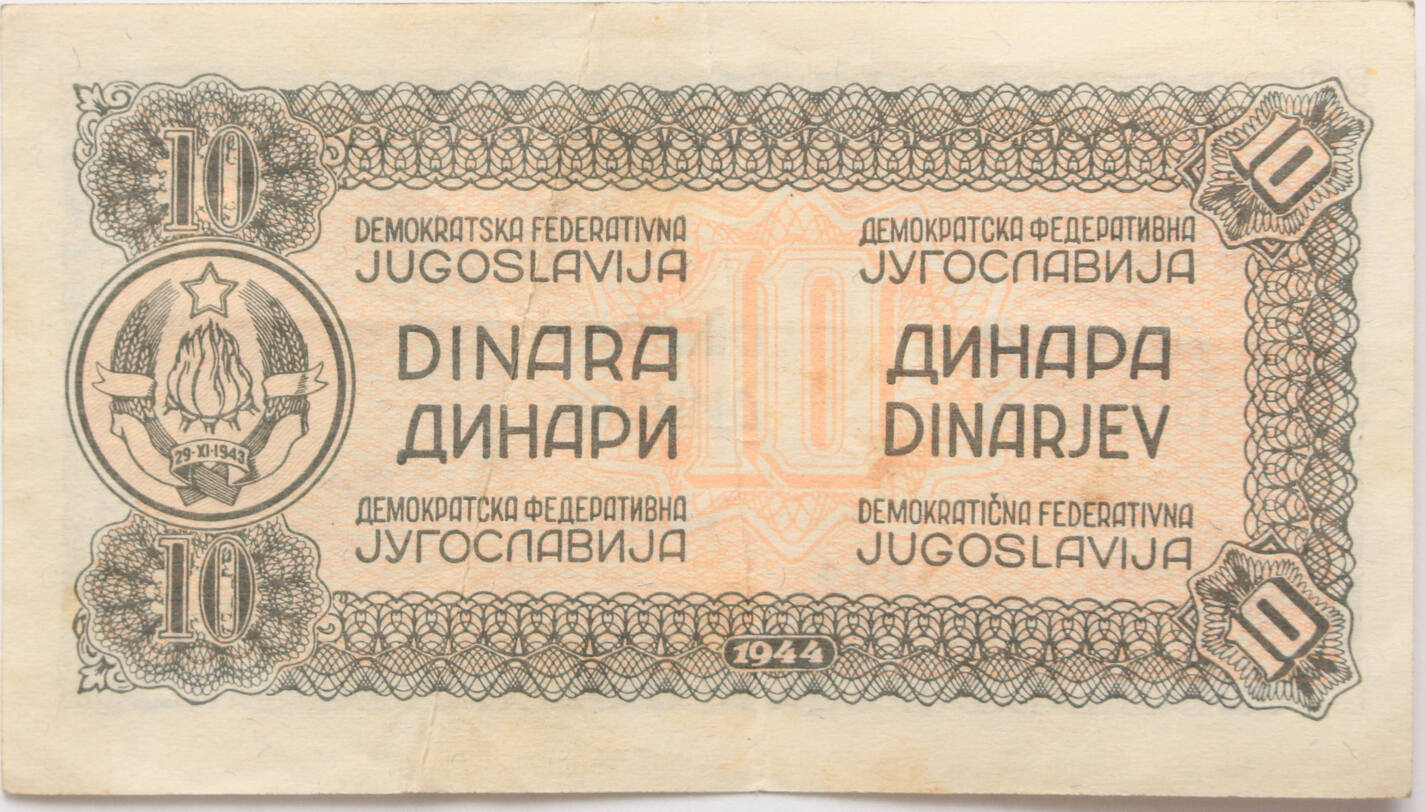 10
10
DEMOKRATSKA FEDERATIVNA
JUGOSLAVIJA
ДЕМОКРАТСКА ФЕДЕРАТИВНА
ЈУГОСЛАВИЈА
10
DINARA
ДИНАРА
ДИНАРИ
DINARJEV
29·XI·1943
ДЕМОКРАТСКА ФЕДЕРАТИВНА
ЈУГОСЛАВИЈА
DEMOKRATIČNA FEDERATIVNA
JUGOSLAVIJA
10
10
1944